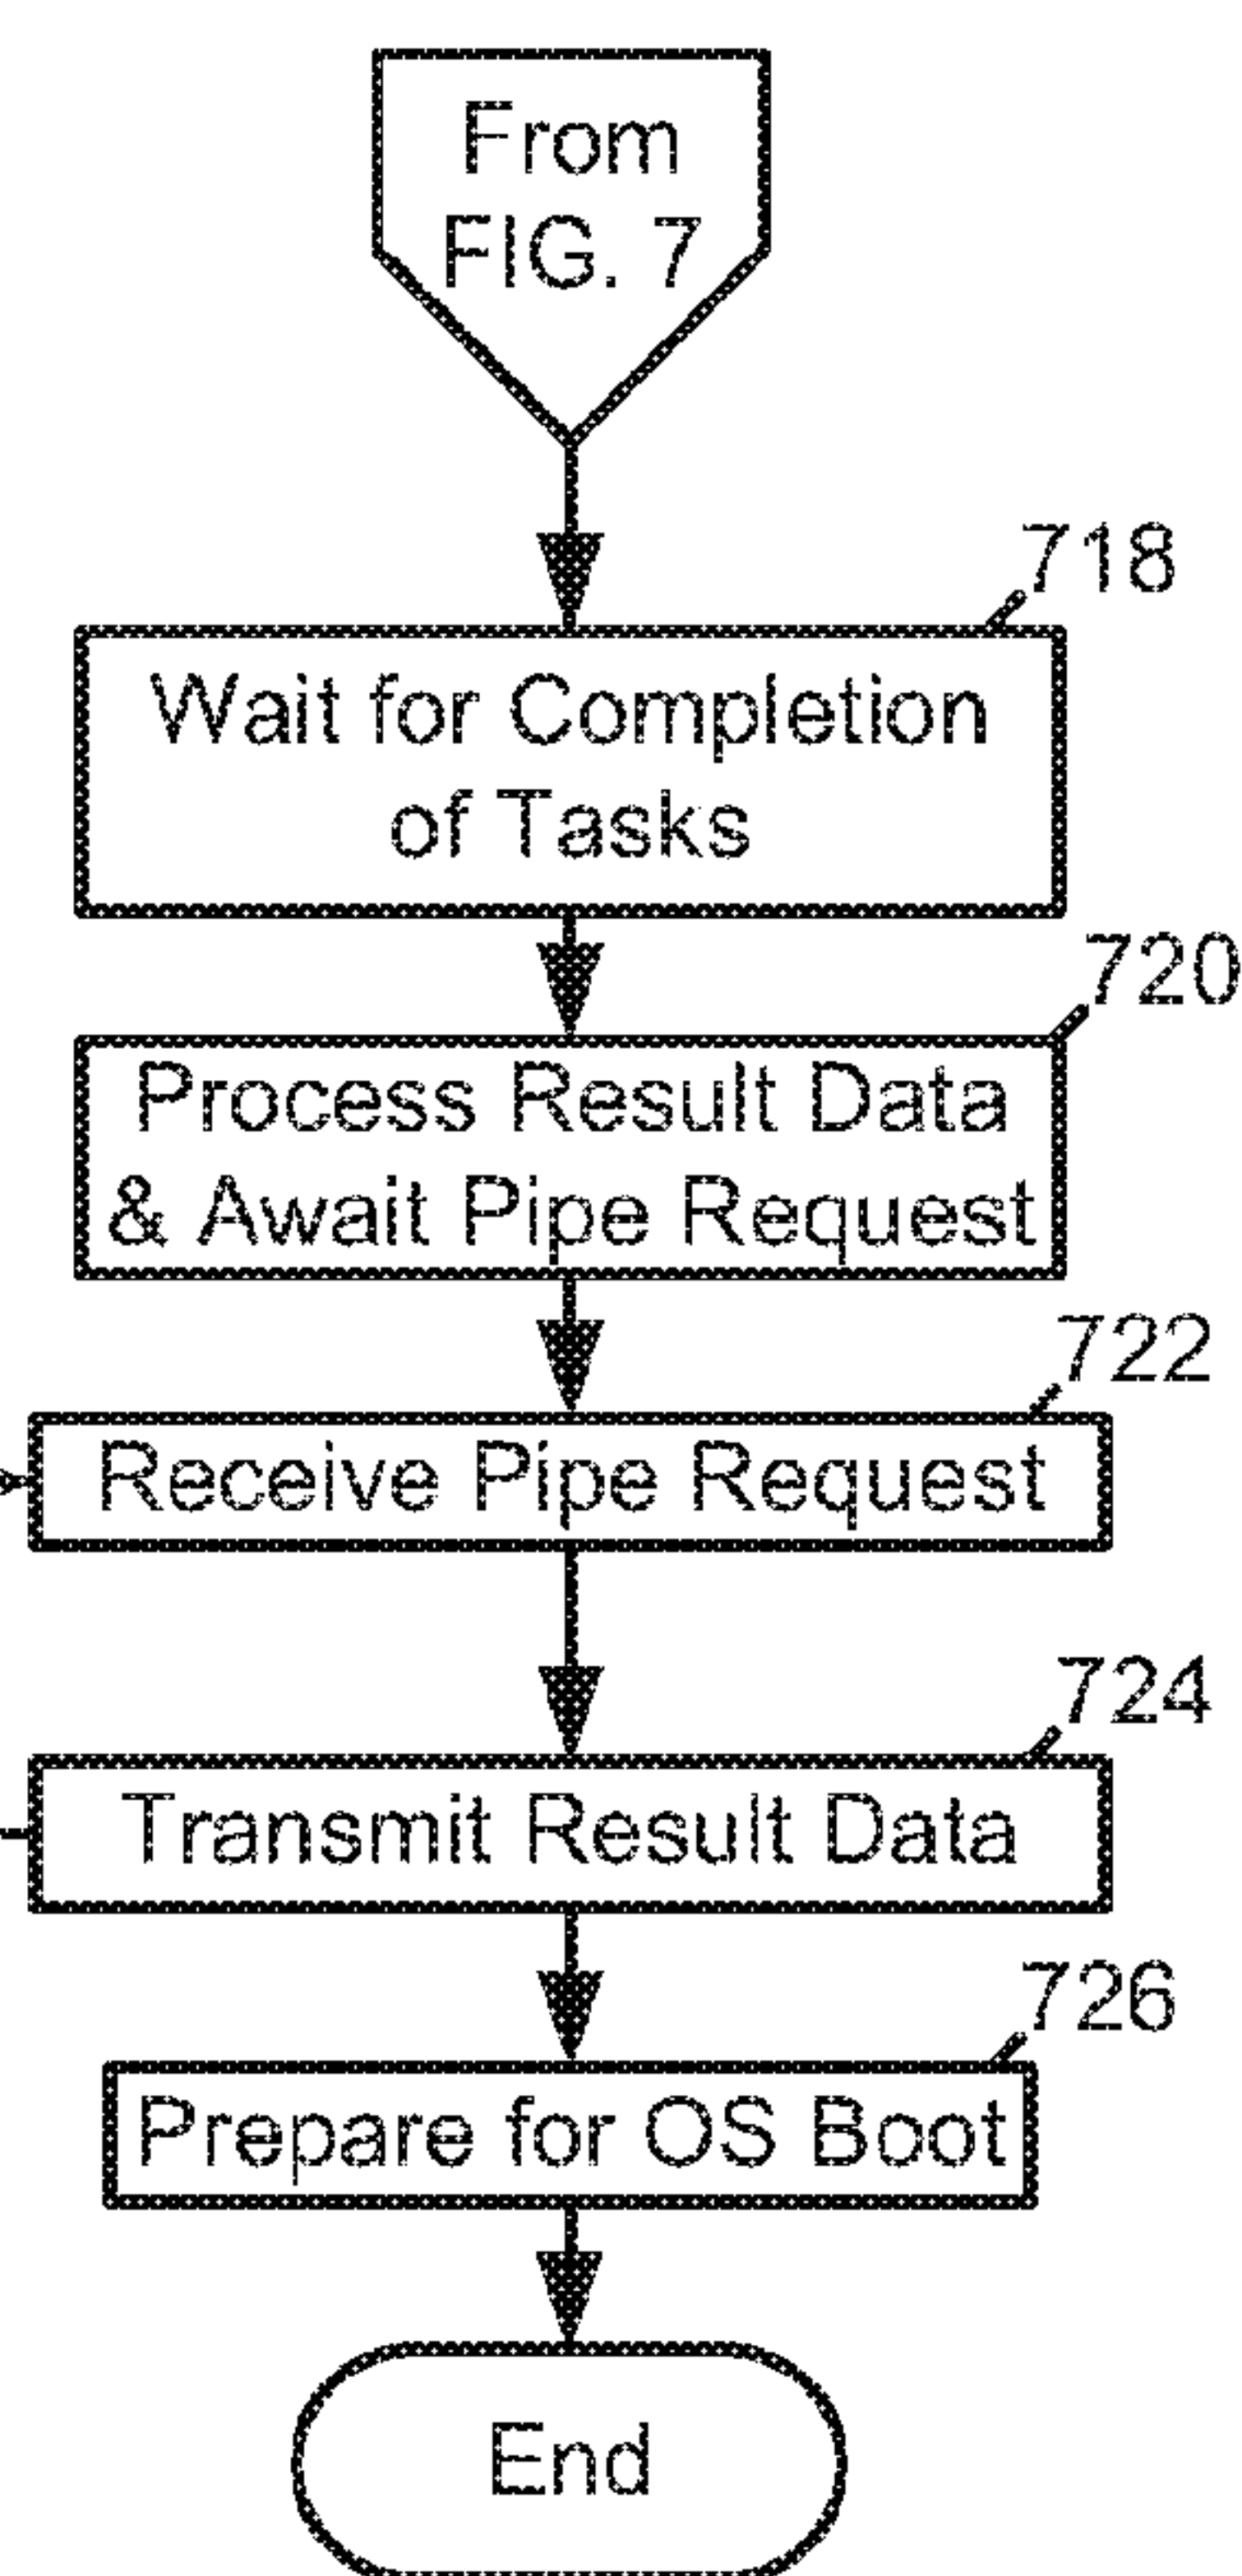 From
FIG. 7
718
Wait for Completion
of Tasks
720
Process Result Data
& Await Pipe Request
722
Receive Pipe Request
724
Transmit Result Data
726
Prepare for OS Boot
End